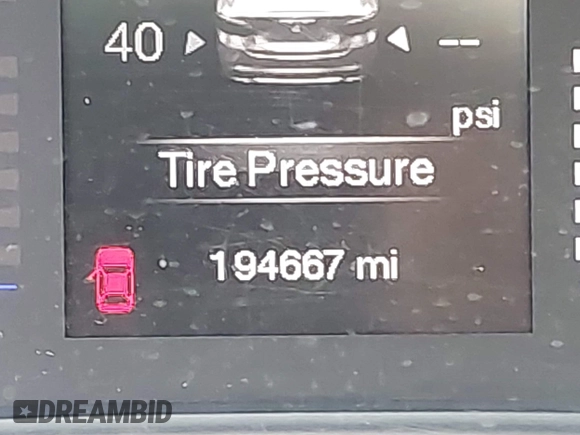 40 --
psi
Tire Pressure
194667 mi
DREAMBID